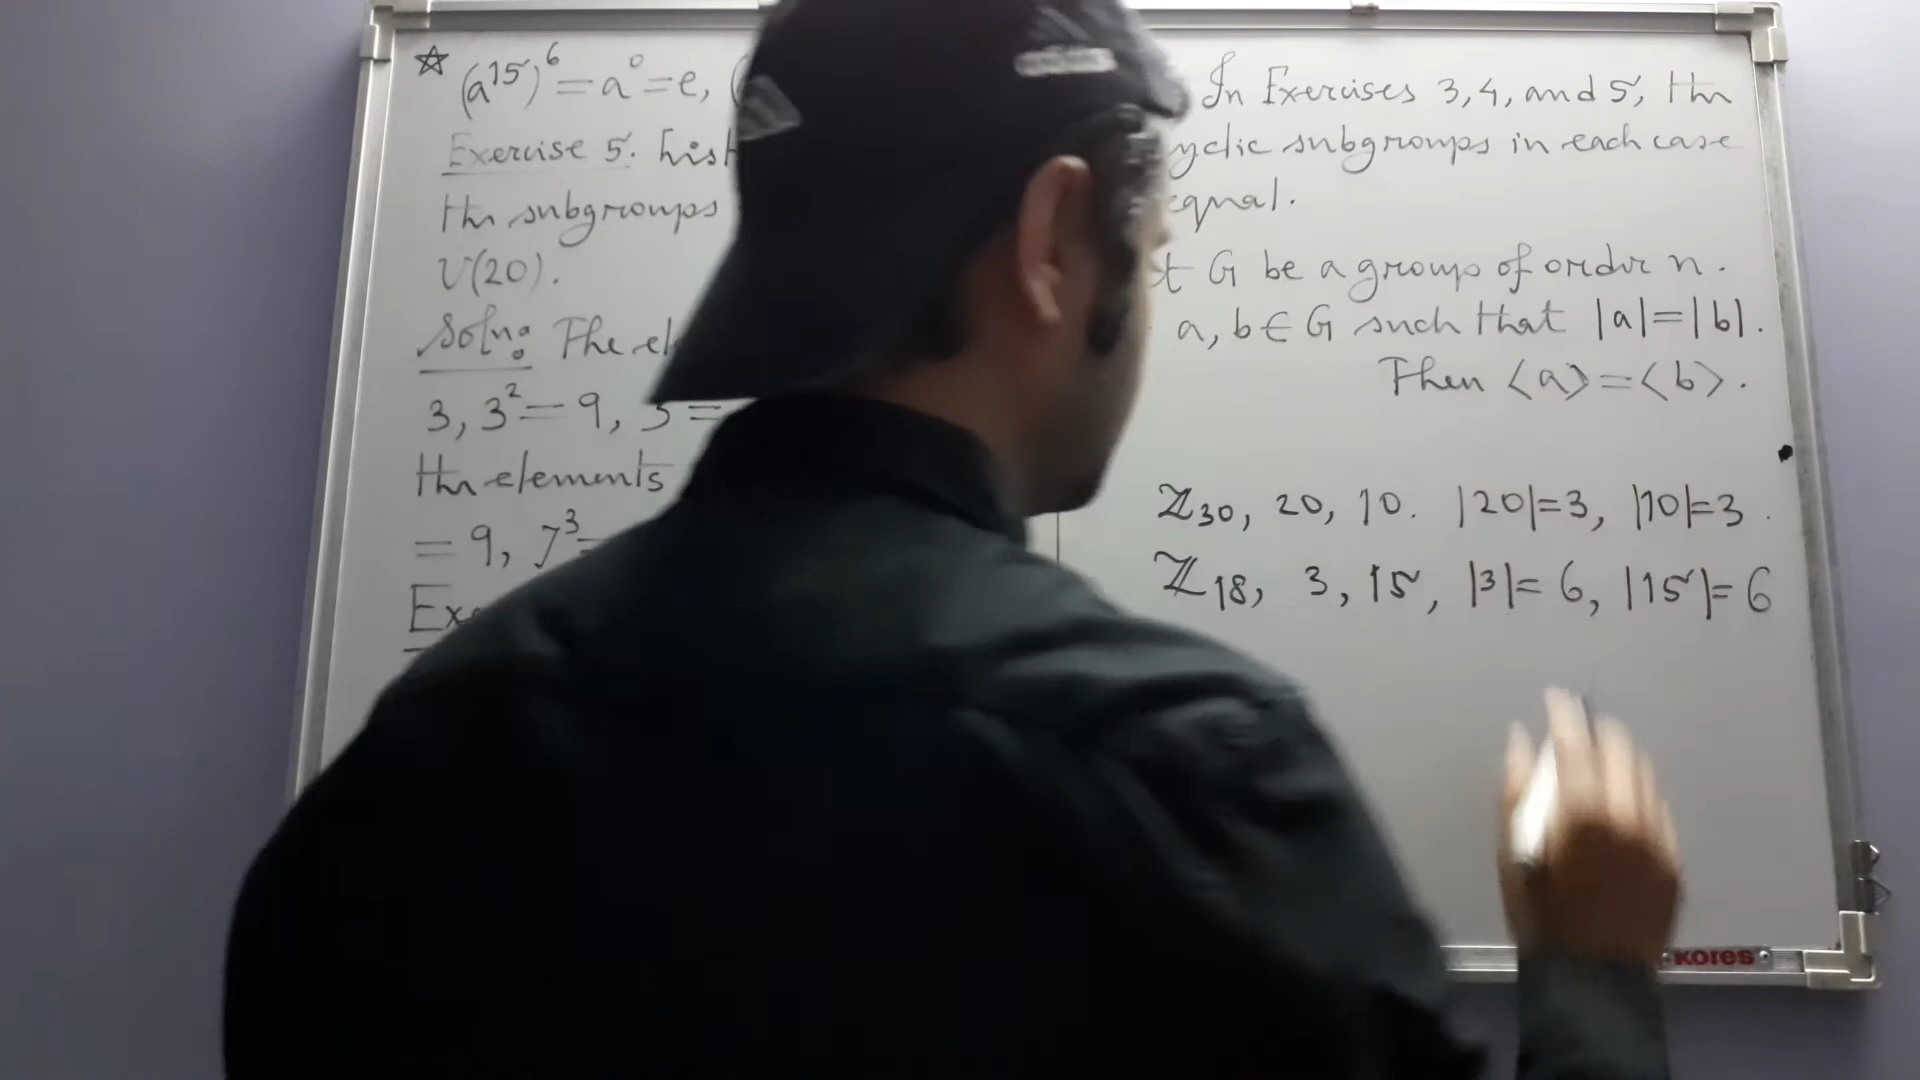 ☆ (a¹⁵)⁶ = a⁰ = e, (
Exercise 5. List
the subgroups
U(20).
Soln:
The
3, 3² = 9, 3 =
the elements
= 9, 7³ =
In Exercises 3, 4, and 5, the
cyclic subgroups in each case
equal.
G be a group of order n.
a, b ∈ G such that |a| = |b|.
Then ⟨a⟩ = ⟨b⟩.
ℤ₃₀, 20, 10. |20| = 3, |10| = 3.
ℤ₁₈, 3, 15, |3| = 6, |15| = 6
KORES